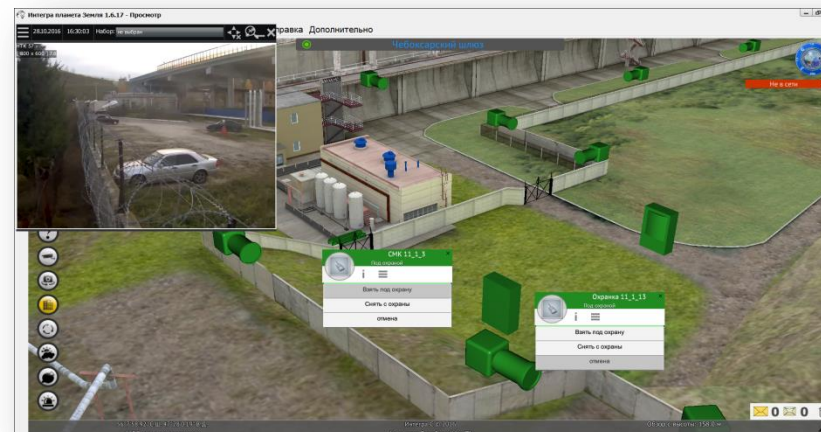 Интегра планета Земля 1.6.17 - Просмотр
28.10.2016 16:30:03 Набор: не выбран
равка Дополнительно
Чебоксарский шлюз
Не в сети
СНК 11_1_3
Под охраной
Взять под охрану
Снять с охраны
отмена
Охранка 11_1_13
Под охраной
Взять под охрану
Снять с охраны
отмена
0 0